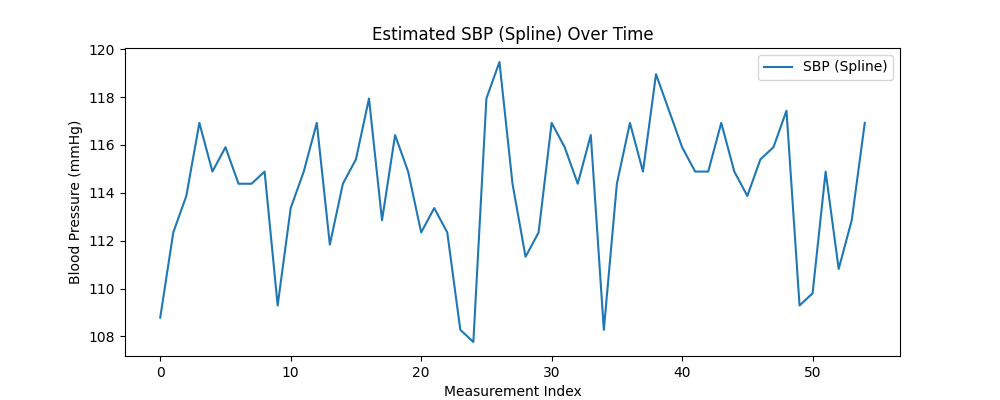 Estimated SBP (Spline) Over Time
SBP (Spline)
Blood Pressure (mmHg)
120
118
116
114
112
110
108
0 10 20 30 40 50
Measurement Index